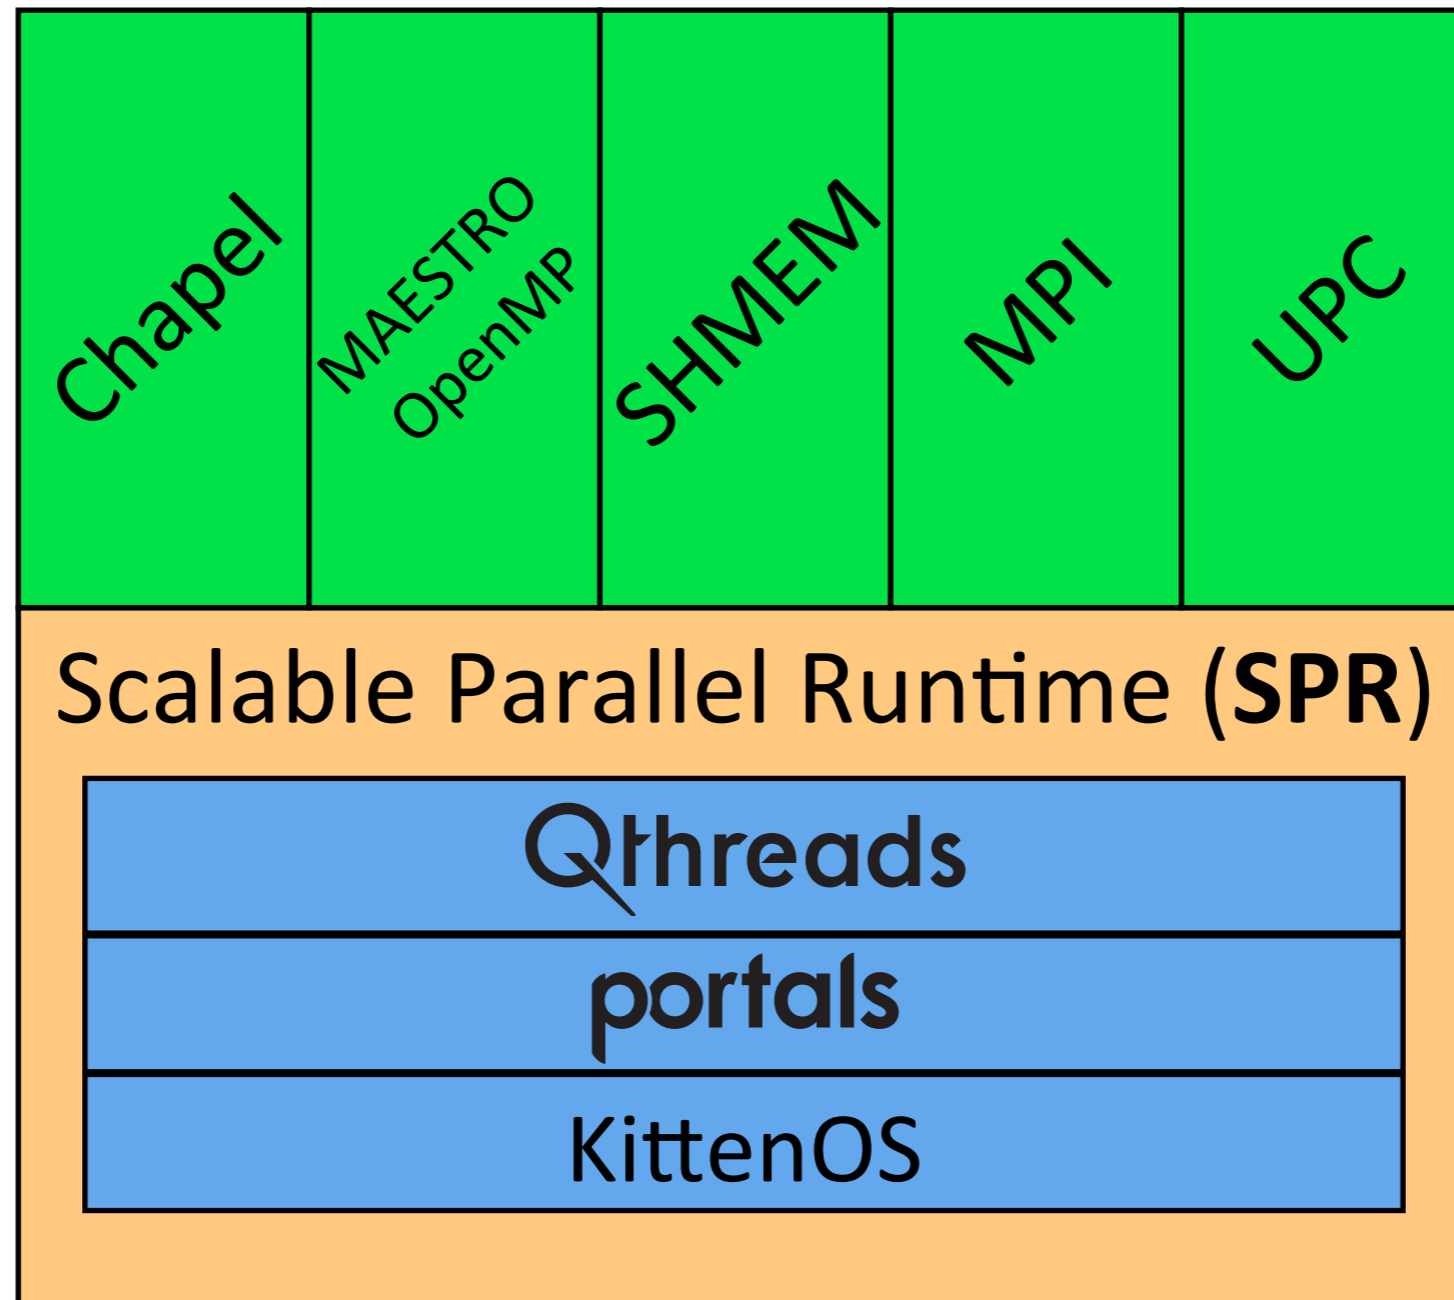 Chapel
MAESTRO
OpenMP
SHMEM
MPI
UPC
Scalable Parallel Runtime (SPR)
Qthreads
portals
KittenOS